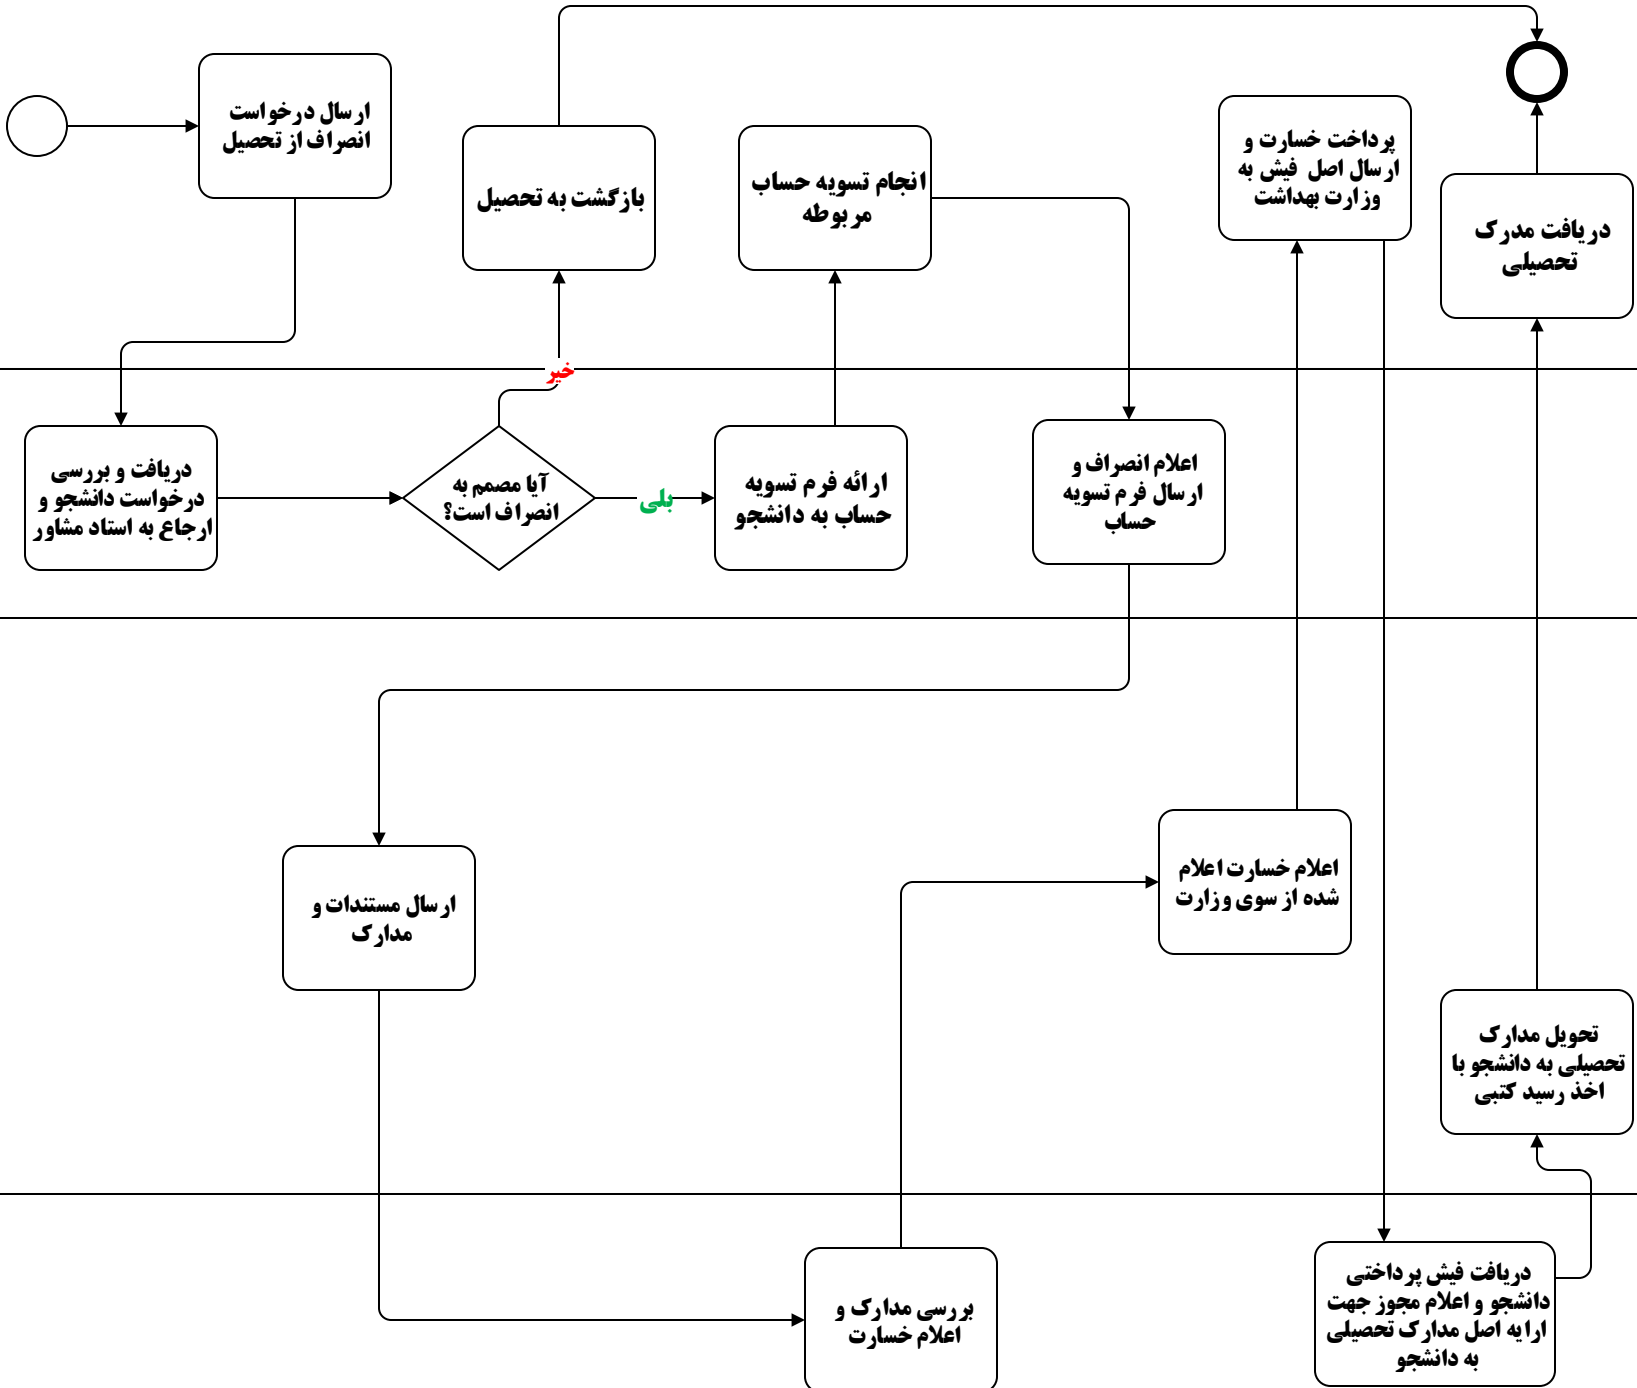 ارسال درخواست
انصراف از تحصیل
بازگشت به تحصیل
انجام تسویه حساب
مربوطه
پرداخت خسارت و
ارسال اصل فیش به
وزارت بهداشت
دریافت مدرک
تحصیلی
خیر
دریافت و بررسی
درخواست دانشجو و
ارجاع به استاد مشاور
آیا مصمم به
انصراف است؟
بلی
ارائه فرم تسویه
حساب به دانشجو
اعلام انصراف و
ارسال فرم تسویه
حساب
ارسال مستندات و
مدارک
اعلام خسارت اعلام
شده از سوی وزارت
تحویل مدارک
تحصیلی به دانشجو با
اخذ رسید کتبی
بررسی مدارک و
اعلام خسارت
دریافت فیش پرداختی
دانشجو و اعلام مجوز جهت
ارایه اصل مدارک تحصیلی
به دانشجو